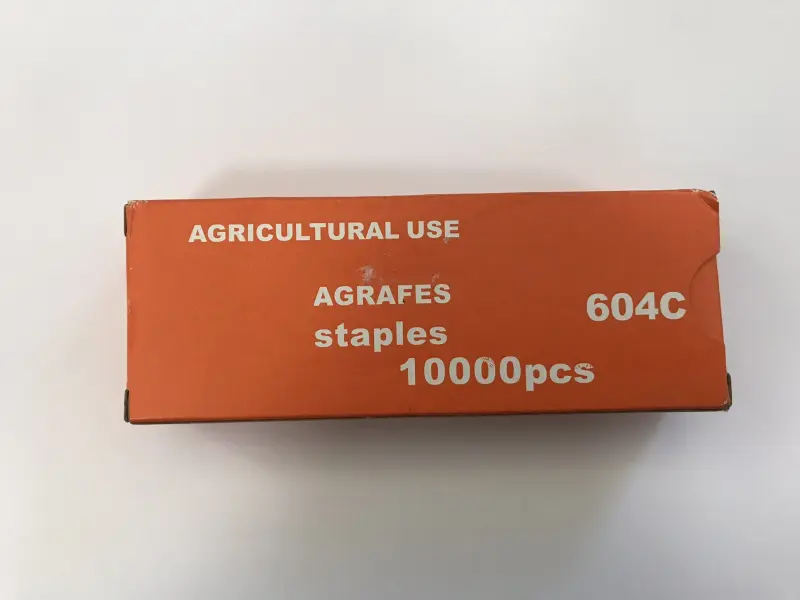 AGRICULTURAL USE
AGRAFES
604C
staples
10000pcs